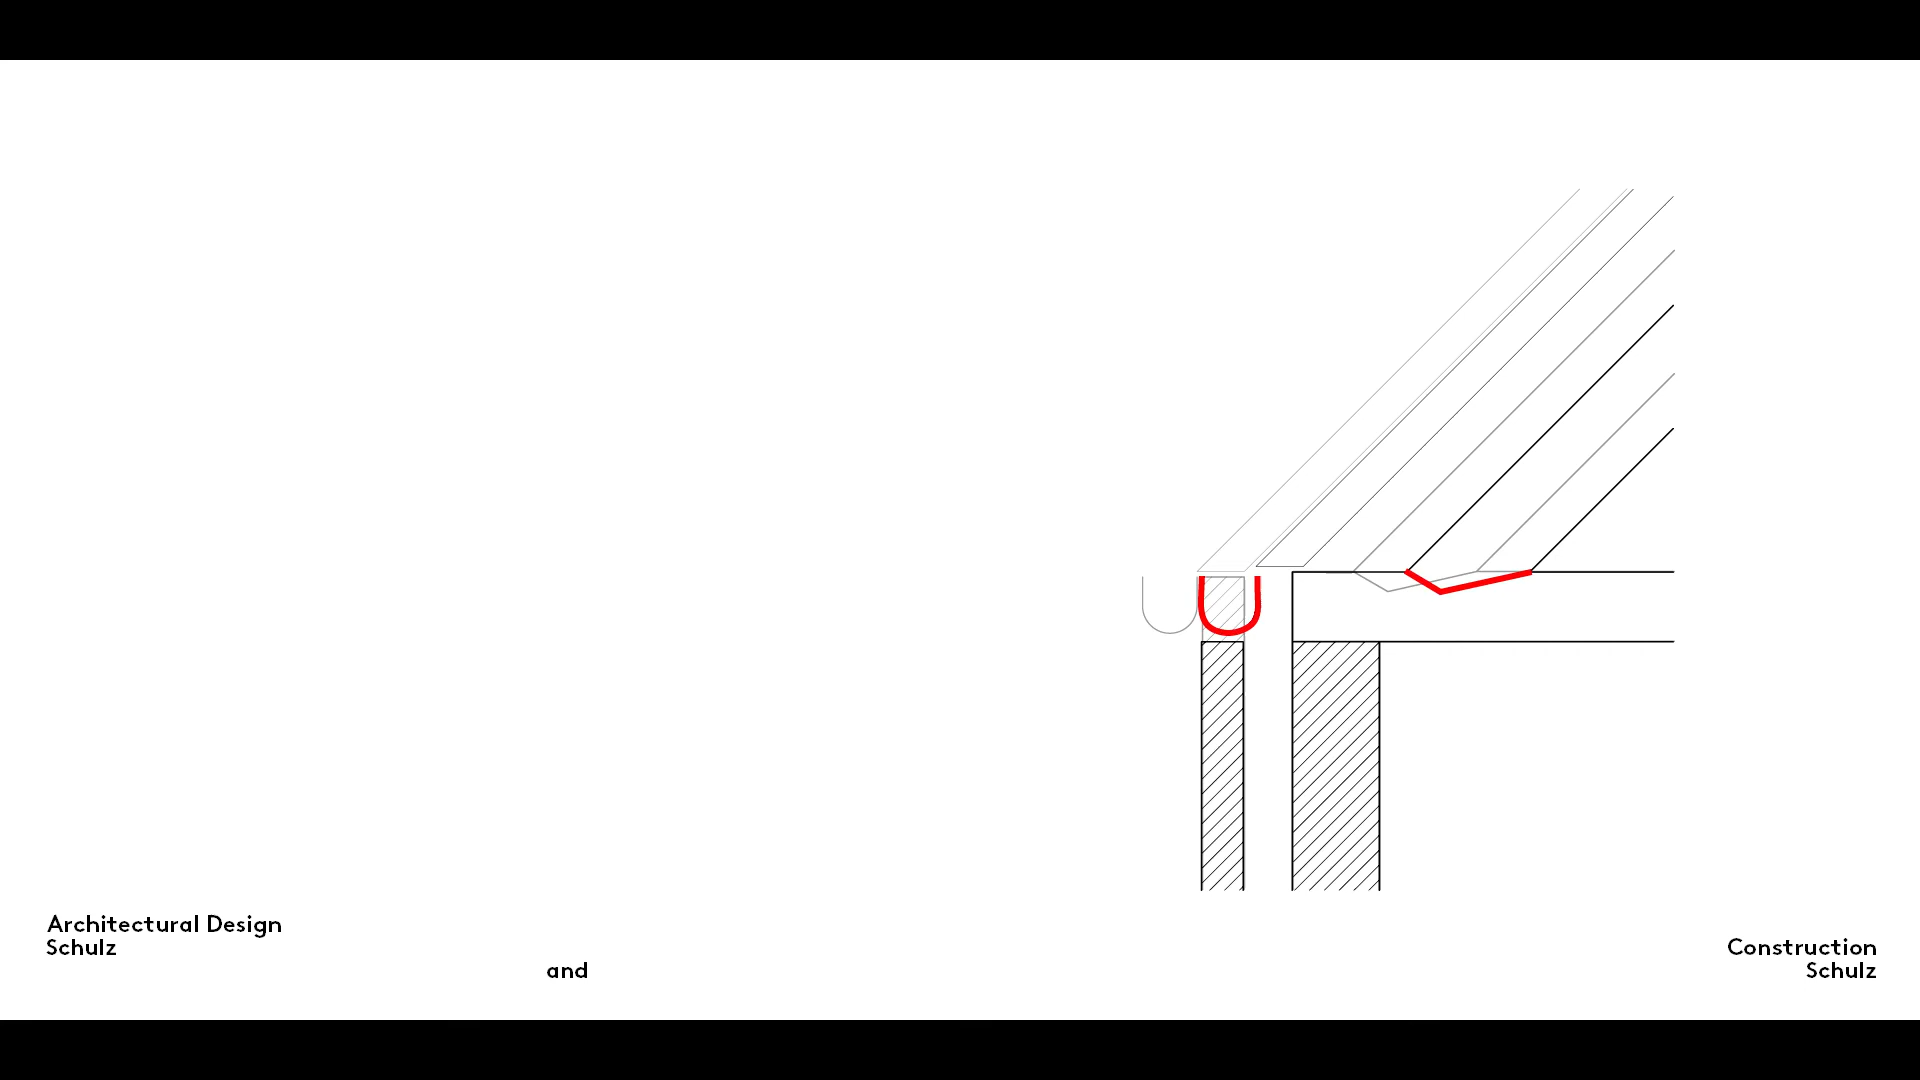 Architectural Design
Schulz
and
Construction
Schulz